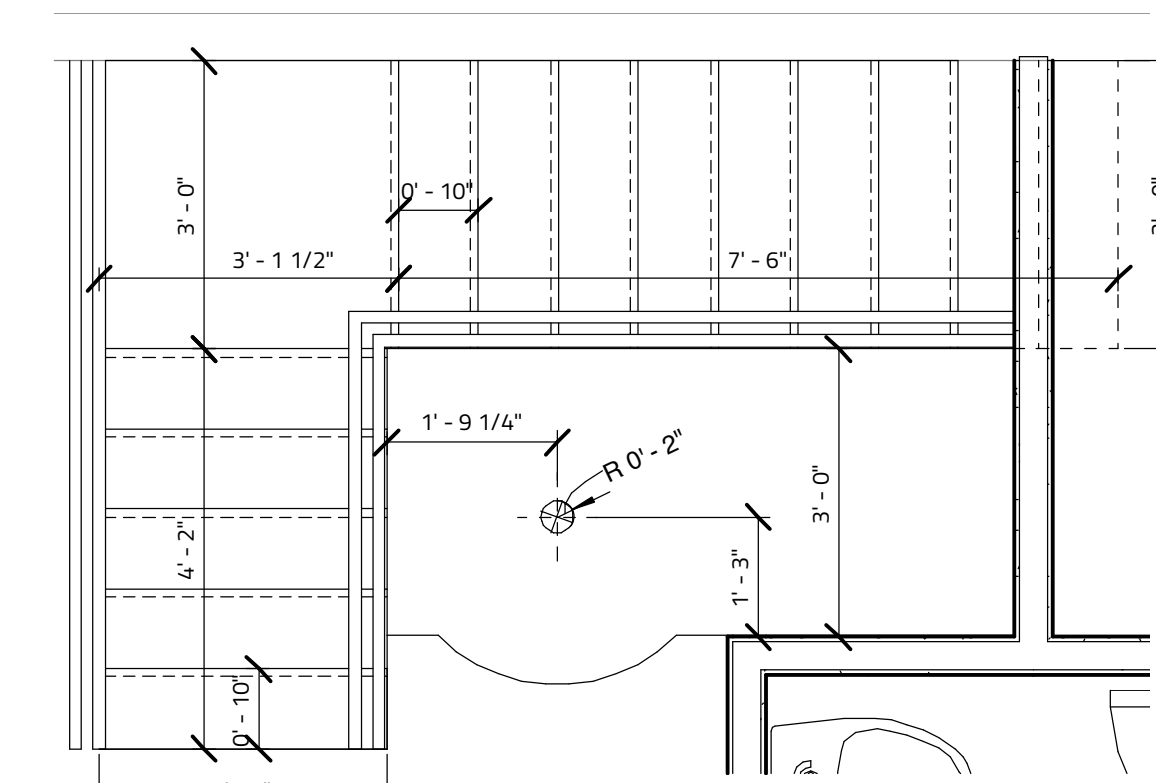 0' - 10"
3' - 0"
3' - 1 1/2"
7' - 6"
1' - 9 1/4"
R 0' - 2"
3' - 0"
4' - 2"
1' - 3"
0' - 10"